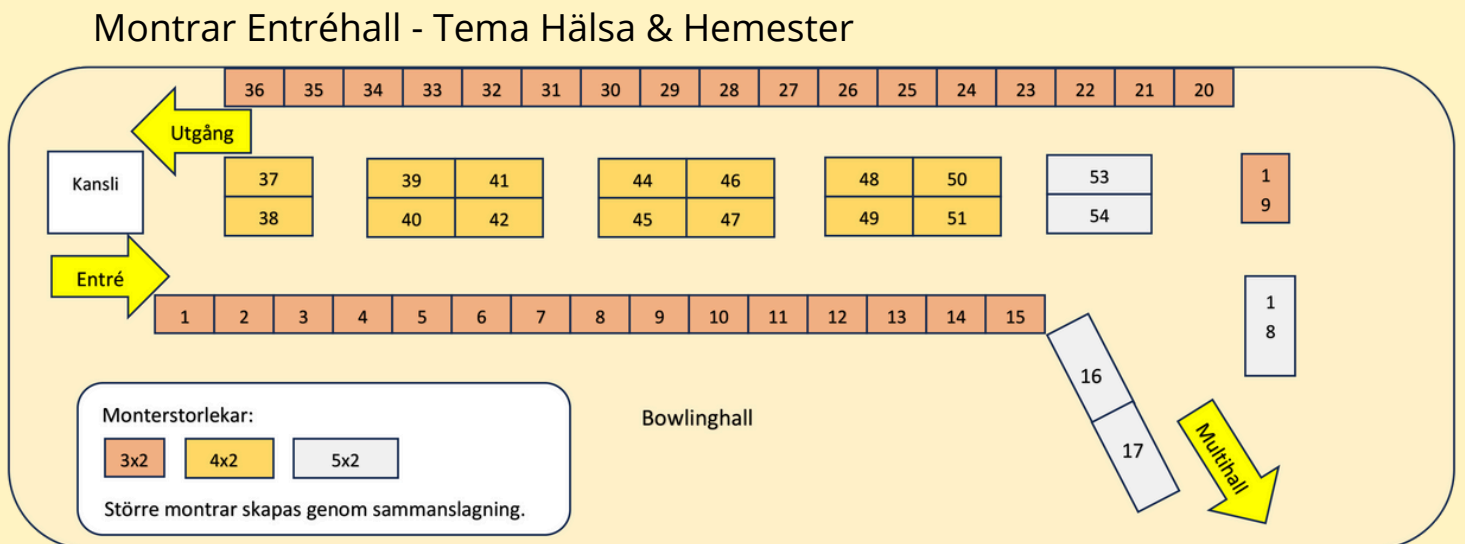 Montrar Entréhall - Tema Hälsa & Hemester
36 35 34 33 32 31 30 29 28 27 26 25 24 23 22 21 20
Utgång
Kansli
37 39 41 44 46 48 50 53
38 40 42 45 47 49 51 54
1
9
Entré
1 2 3 4 5 6 7 8 9 10 11 12 13 14 15
1
8
16
17
Multihall
Bowlinghall
Monterstorlekar:
3x2 4x2 5x2
Större montrar skapas genom sammanslagning.